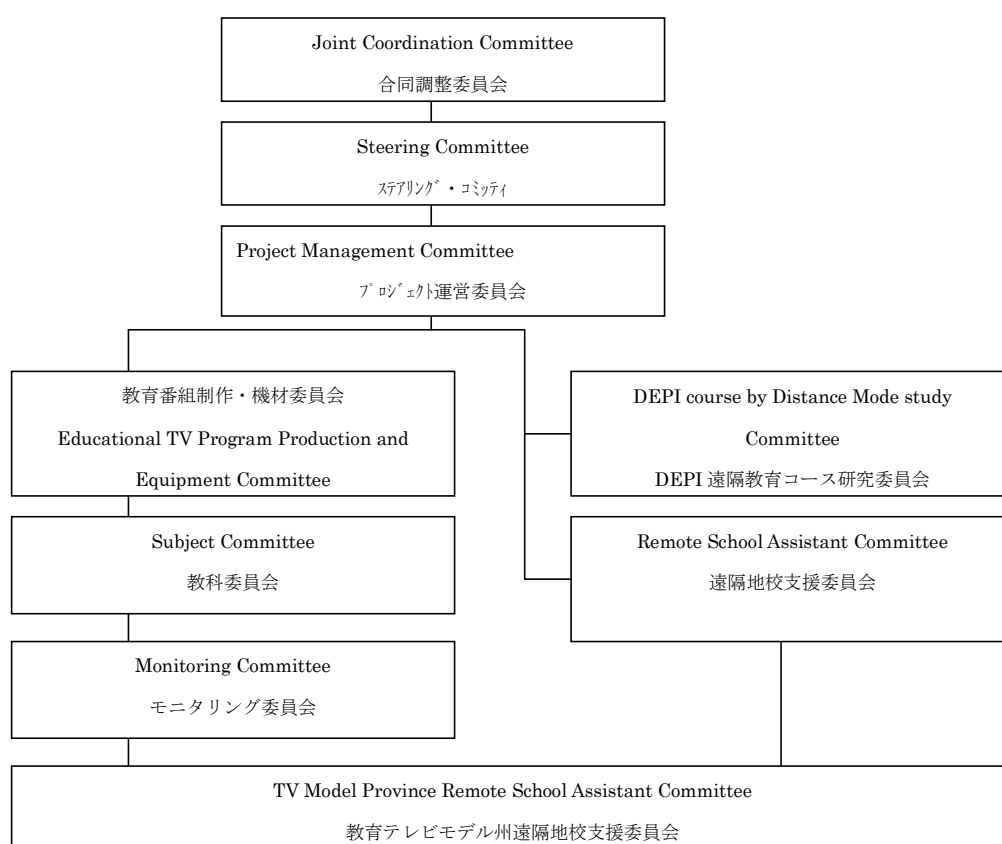 Joint Coordination Committee
合同調整委員会
Steering Committee
ｽﾃｱﾘﾝｸﾞ・ｺﾐｯﾃｨ
Project Management Committee
ﾌﾟﾛｼﾞｪｸﾄ運営委員会
教育番組制作・機材委員会
Educational TV Program Production and
Equipment Committee
DEPI course by Distance Mode study
Committee
DEPI 遠隔教育コース研究委員会
Subject Committee
教科委員会
Remote School Assistant Committee
遠隔地校支援委員会
Monitoring Committee
モニタリング委員会
TV Model Province Remote School Assistant Committee
教育テレビモデル州遠隔地校支援委員会